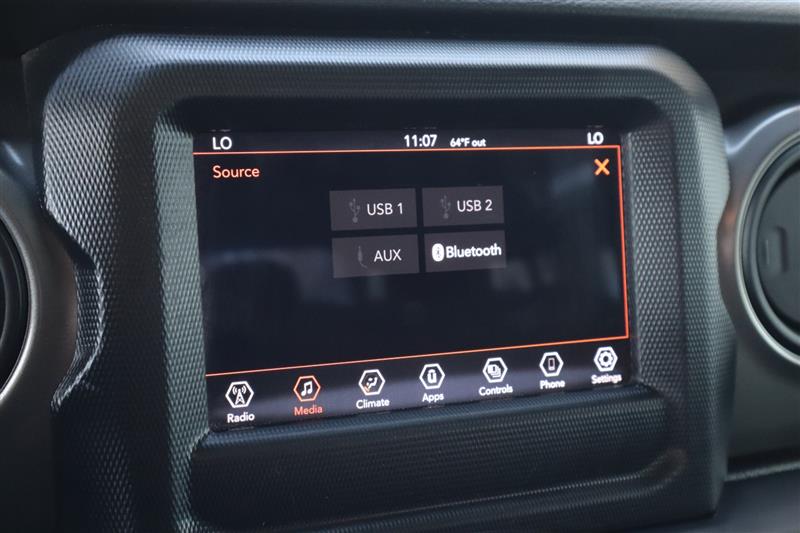 LO 11:07 64°F out LO
Source
USB 1 USB 2
AUX Bluetooth
Radio Media Climate Apps Controls Phone Settings